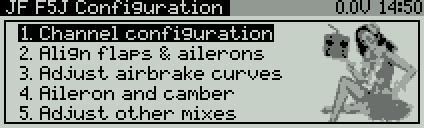 JF F5J Configuration 0.0V 14:50
1. Channel configuration
2. Align flaps & ailerons
3. Adjust airbrake curves
4. Aileron and camber
5. Adjust other mixes